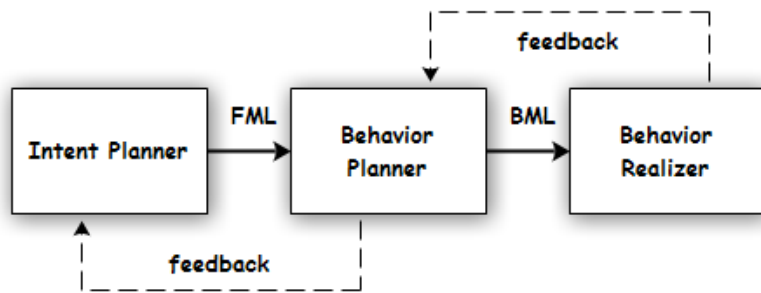 feedback
FML
BML
Intent Planner
Behavior
Planner
Behavior
Realizer
feedback